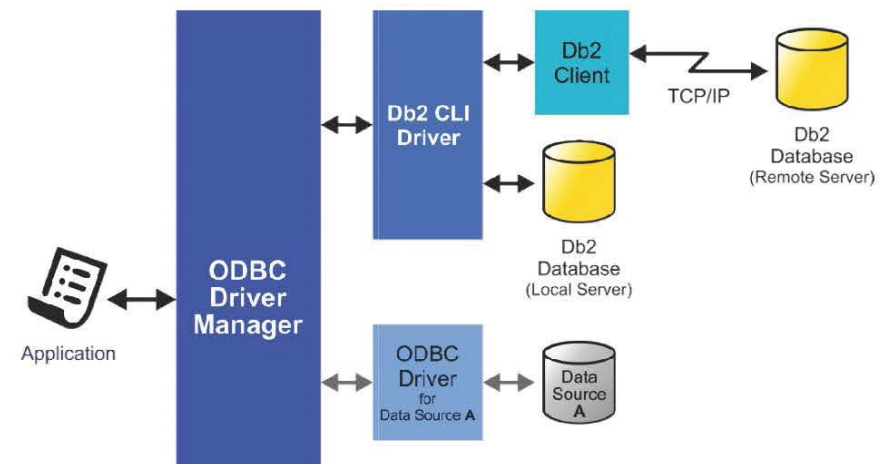 Application
ODBC
Driver
Manager
Db2 CLI
Driver
Db2
Client
TCP/IP
Db2
Database
(Remote Server)
Db2
Database
(Local Server)
ODBC
Driver
for
Data Source A
Data
Source
A